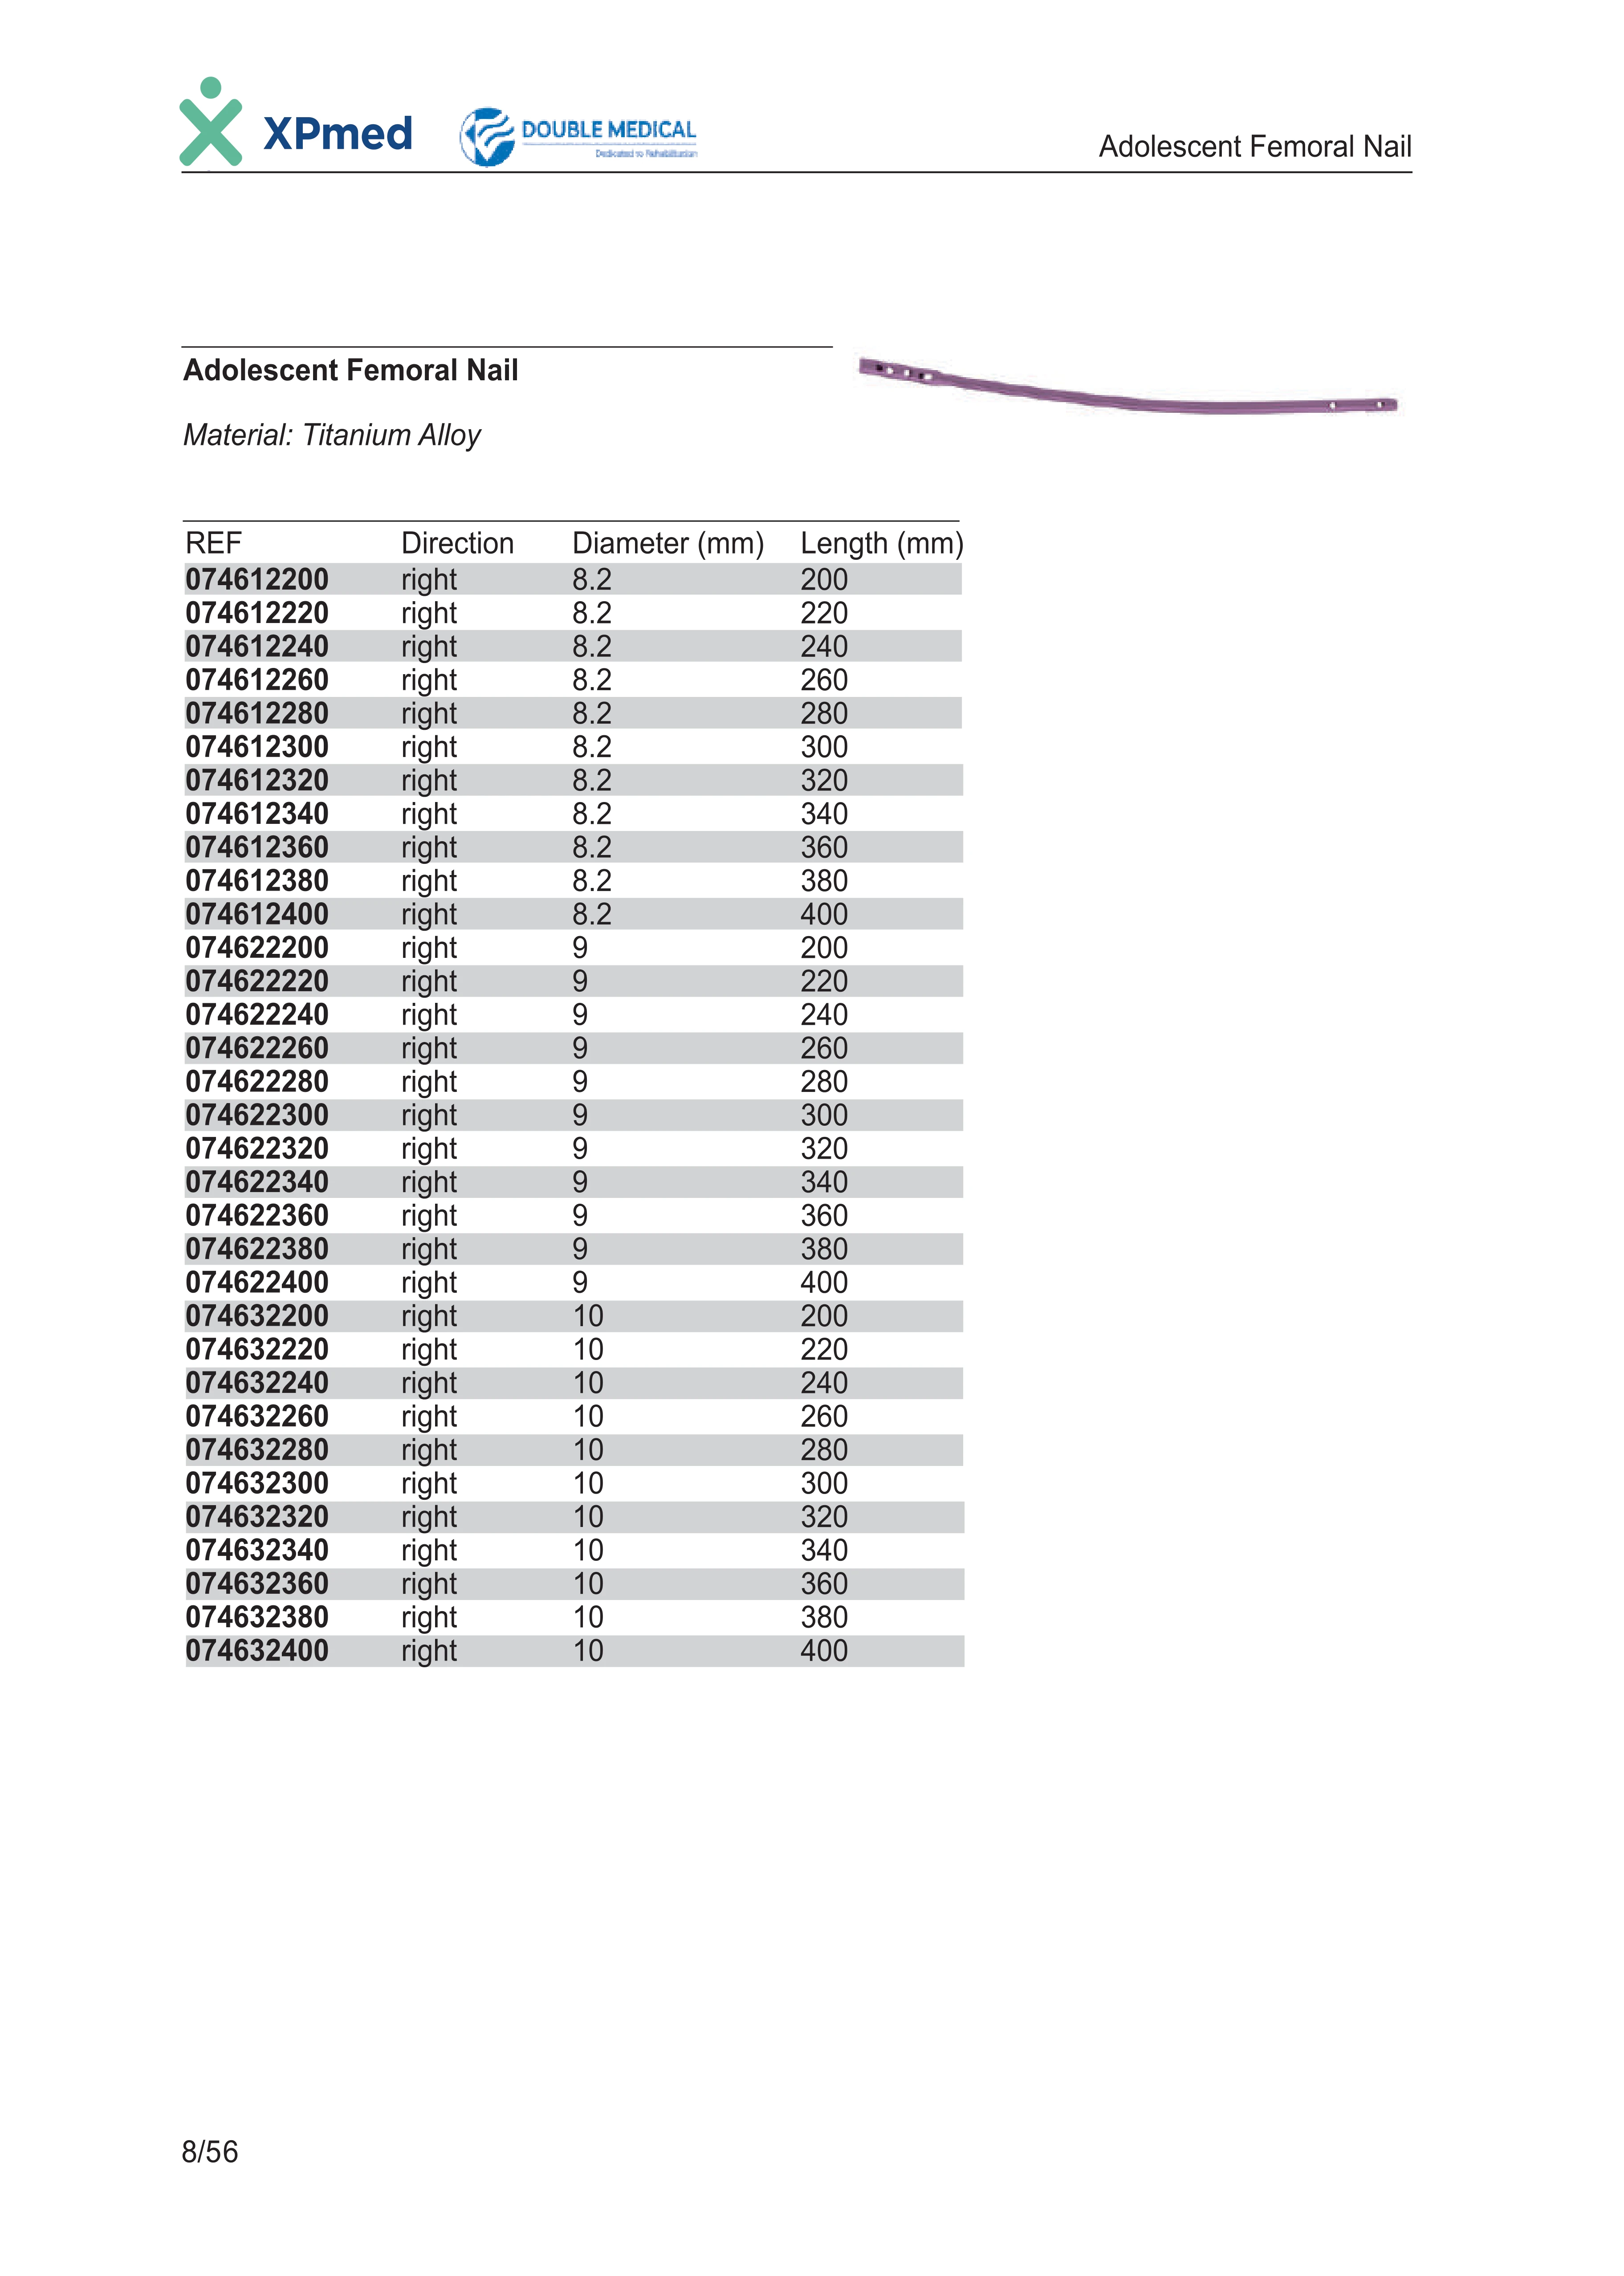 XPmed
DOUBLE MEDICAL
Dedicated to Rehabilitation
Adolescent Femoral Nail
Adolescent Femoral Nail
Material: Titanium Alloy
REF Direction Diameter (mm) Length (mm)
074612200 right 8.2 200
074612220 right 8.2 220
074612240 right 8.2 240
074612260 right 8.2 260
074612280 right 8.2 280
074612300 right 8.2 300
074612320 right 8.2 320
074612340 right 8.2 340
074612360 right 8.2 360
074612380 right 8.2 380
074612400 right 8.2 400
074622200 right 9 200
074622220 right 9 220
074622240 right 9 240
074622260 right 9 260
074622280 right 9 280
074622300 right 9 300
074622320 right 9 320
074622340 right 9 340
074622360 right 9 360
074622380 right 9 380
074622400 right 9 400
074632200 right 10 200
074632220 right 10 220
074632240 right 10 240
074632260 right 10 260
074632280 right 10 280
074632300 right 10 300
074632320 right 10 320
074632340 right 10 340
074632360 right 10 360
074632380 right 10 380
074632400 right 10 400
8/56